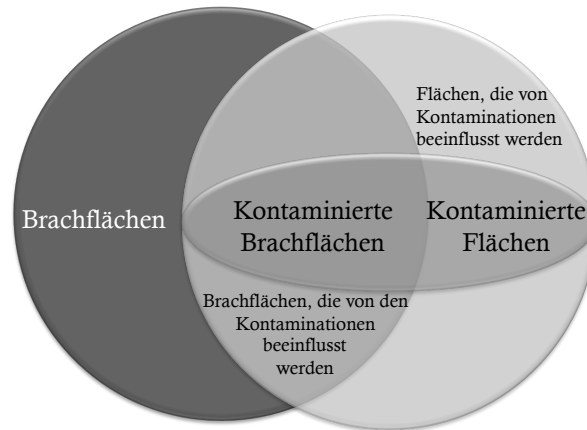 Flächen, die von
Kontaminationen
beeinflusst werden
Brachflächen
Kontaminierte
Brachflächen
Kontaminierte
Flächen
Brachflächen, die von den
Kontaminationen
beeinflusst
werden